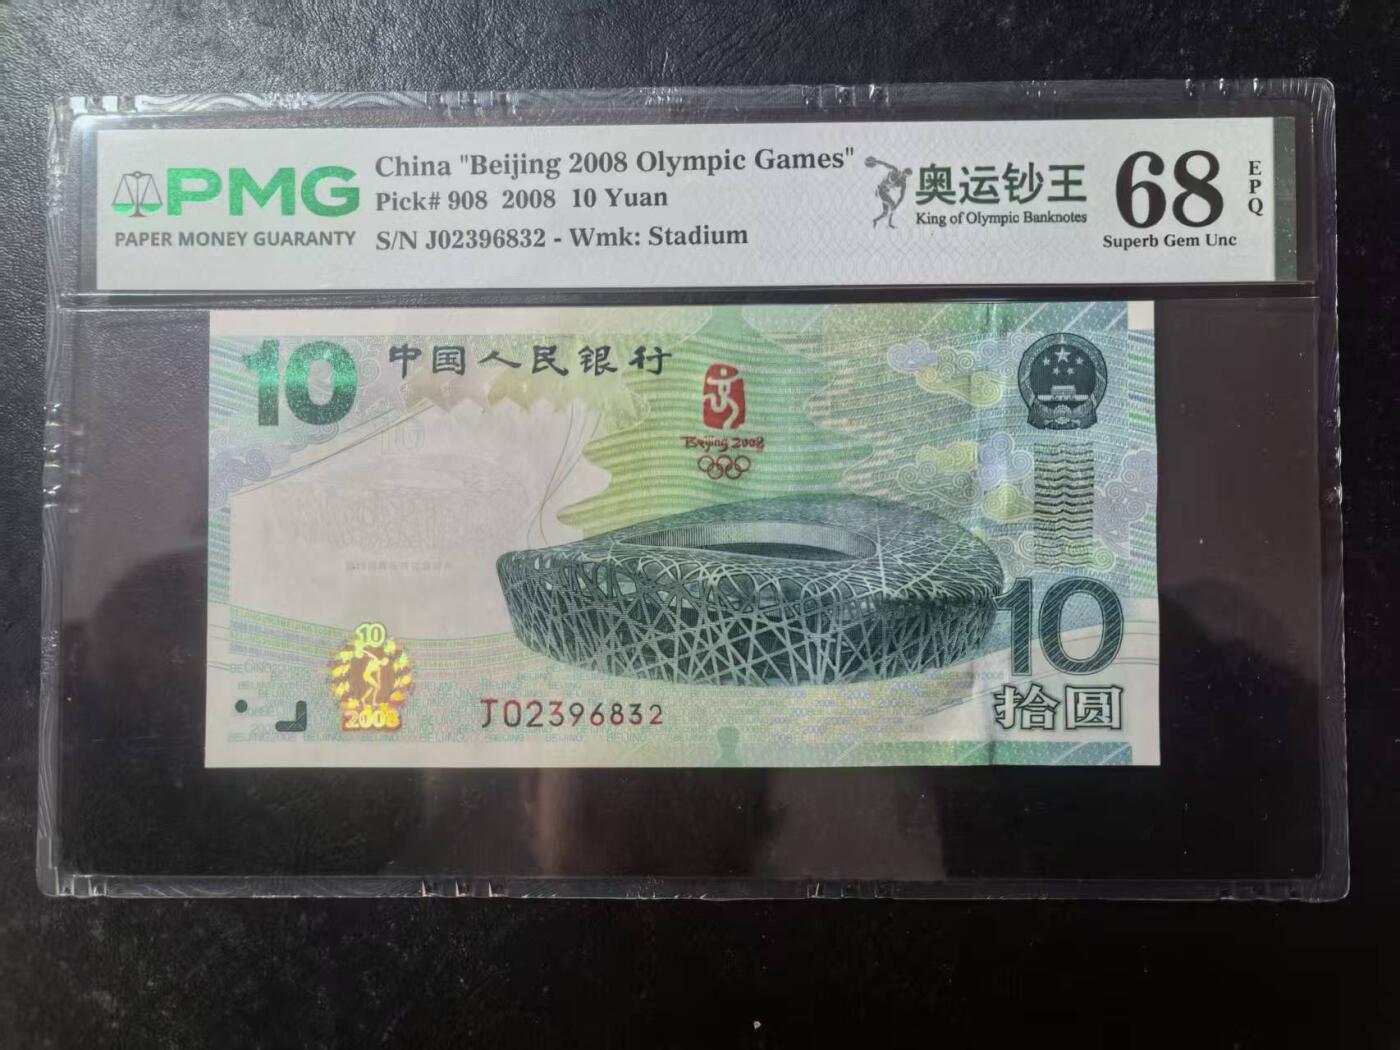 PMG
PAPER MONEY GUARANTY
China "Beijing 2008 Olympic Games"
Pick# 908 2008 10 Yuan
S/N J02396832 - Wmk: Stadium
奥运钞王
King of Olympic Banknotes
68
EPQ
Superb Gem Unc
10
中国人民银行
Beijing 2008
10
2008
J02396832
10
拾圆